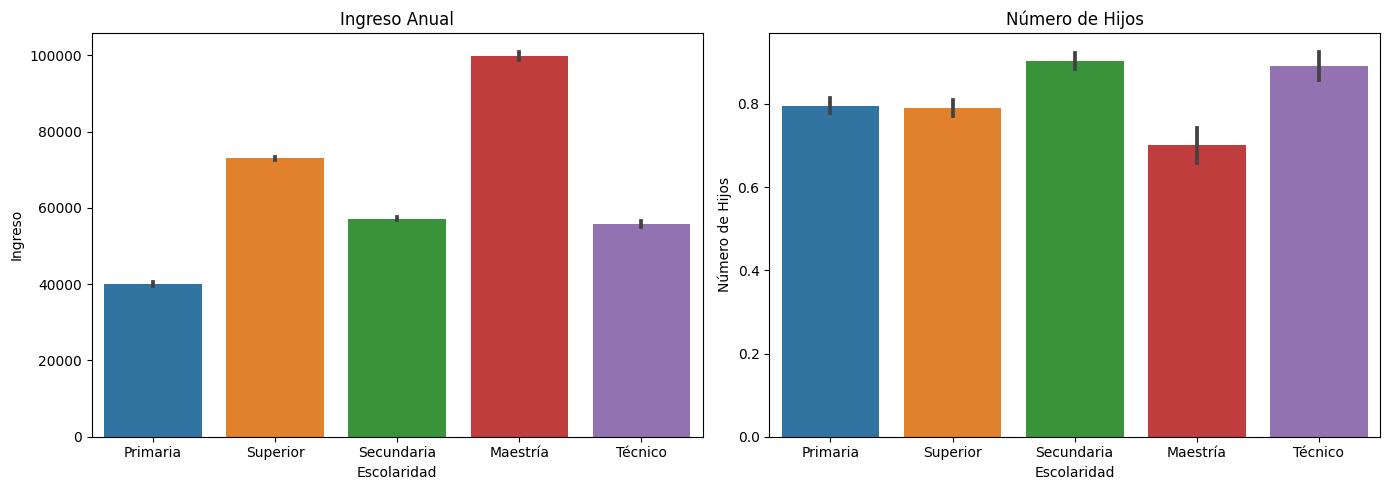 Ingreso Anual
Ingreso
100000
80000
60000
40000
20000
0
Primaria Superior Secundaria Maestría Técnico
Escolaridad
Número de Hijos
Número de Hijos
0.8
0.6
0.4
0.2
0.0
Primaria Superior Secundaria Maestría Técnico
Escolaridad